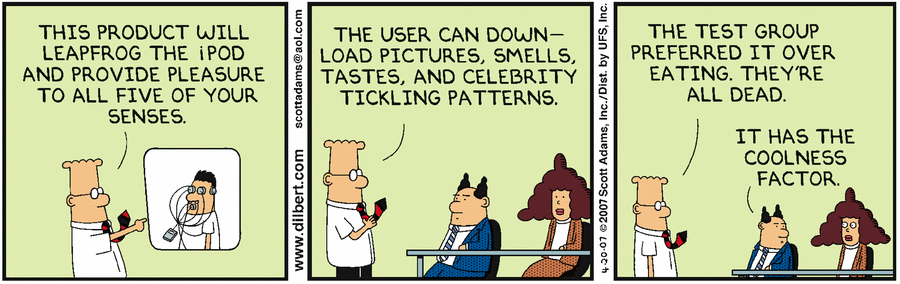 THIS PRODUCT WILL
LEAPFROG THE iPOD
AND PROVIDE PLEASURE
TO ALL FIVE OF YOUR
SENSES.
www.dilbert.com scottadams@aol.com
THE USER CAN DOWN-
LOAD PICTURES, SMELLS,
TASTES, AND CELEBRITY
TICKLING PATTERNS.
4-20-07 ©2007 Scott Adams, Inc./Dist. by UFS, Inc.
THE TEST GROUP
PREFERRED IT OVER
EATING. THEY'RE
ALL DEAD.
IT HAS THE
COOLNESS
FACTOR.